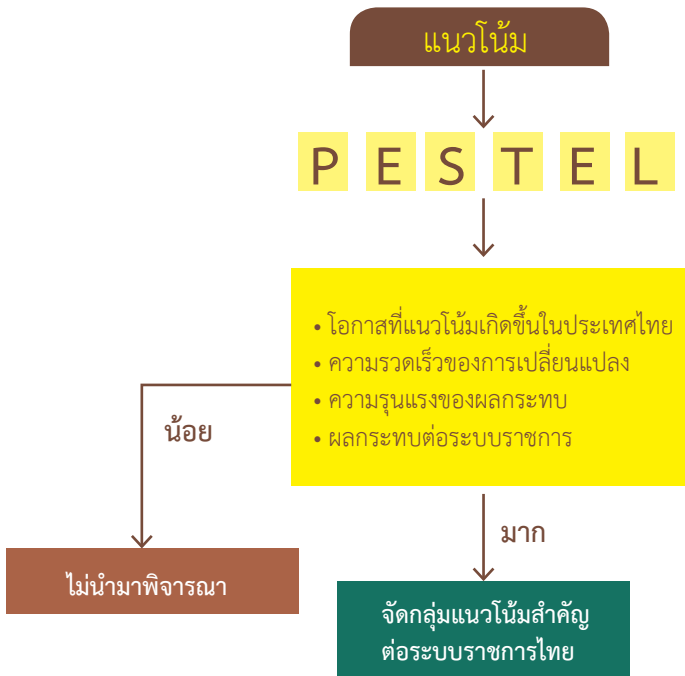 แนวโน้ม
P E S T E L
• โอกาสที่แนวโน้มเกิดขึ้นในประเทศไทย
• ความรวดเร็วของการเปลี่ยนแปลง
• ความรุนแรงของผลกระทบ
• ผลกระทบต่อระบบราชการ
น้อย
มาก
ไม่นำมาพิจารณา
จัดกลุ่มแนวโน้มสำคัญ
ต่อระบบราชการไทย